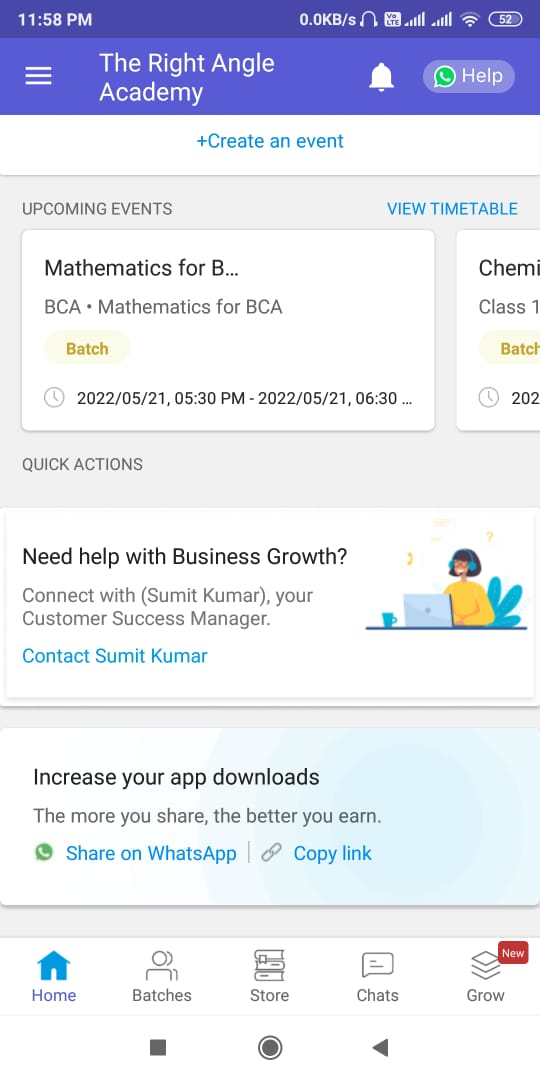 11:58 PM 0.0KB/s Vo LTE 52
The Right Angle
Academy
Help
+Create an event
UPCOMING EVENTS VIEW TIMETABLE
Mathematics for B...
BCA • Mathematics for BCA
Batch
2022/05/21, 05:30 PM - 2022/05/21, 06:30 ...
Chemi
Class 1
Batch
202
QUICK ACTIONS
Need help with Business Growth?
Connect with (Sumit Kumar), your
Customer Success Manager.
Contact Sumit Kumar
Increase your app downloads
The more you share, the better you earn.
Share on WhatsApp Copy link
New
Home Batches Store Chats Grow